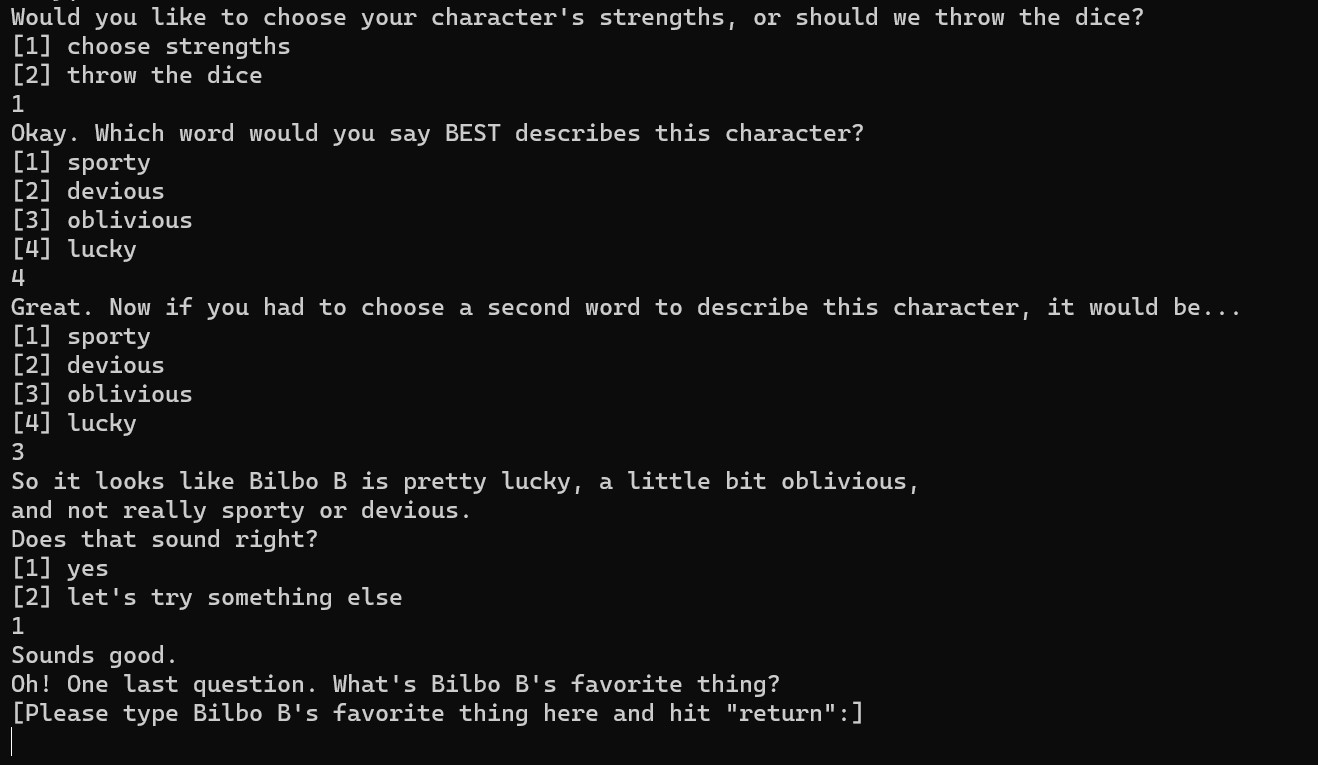 Would you like to choose your character's strengths, or should we throw the dice?
[1] choose strengths
[2] throw the dice
1
Okay. Which word would you say BEST describes this character?
[1] sporty
[2] devious
[3] oblivious
[4] lucky
4
Great. Now if you had to choose a second word to describe this character, it would be...
[1] sporty
[2] devious
[3] oblivious
[4] lucky
3
So it looks like Bilbo B is pretty lucky, a little bit oblivious,
and not really sporty or devious.
Does that sound right?
[1] yes
[2] let's try something else
1
Sounds good.
Oh! One last question. What's Bilbo B's favorite thing?
[Please type Bilbo B's favorite thing here and hit "return":]